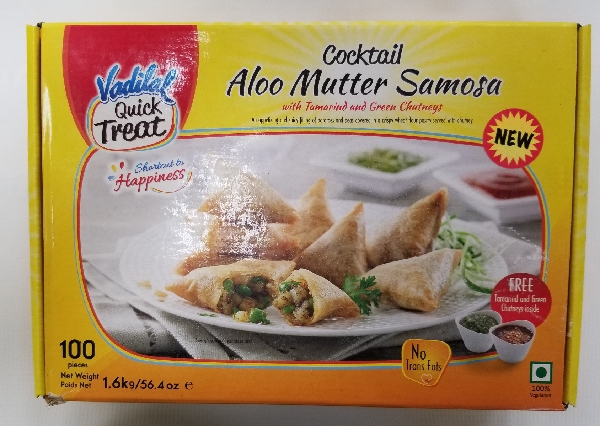 Vadilal
Quick
Treat
Shortcut to
Happiness
Cocktail
Aloo Mutter Samosa
with Tamarind and Green Chutneys
NEW
FREE
Tamarind and Green
Chutneys inside
100
pieces
Net Weight
Poids Net
1.6kg/56.4 oz e
No
Trans Fats
100%
Vegetarian